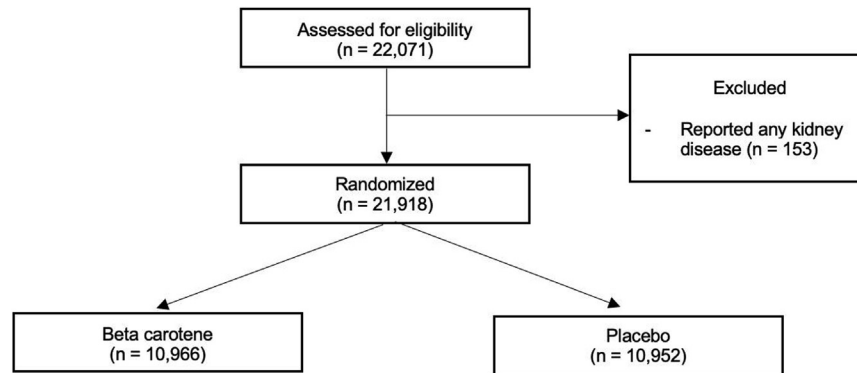 Assessed for eligibility
(n = 22,071)
Excluded
- Reported any kidney
disease (n = 153)
Randomized
(n = 21,918)
Beta carotene
(n = 10,966)
Placebo
(n = 10,952)